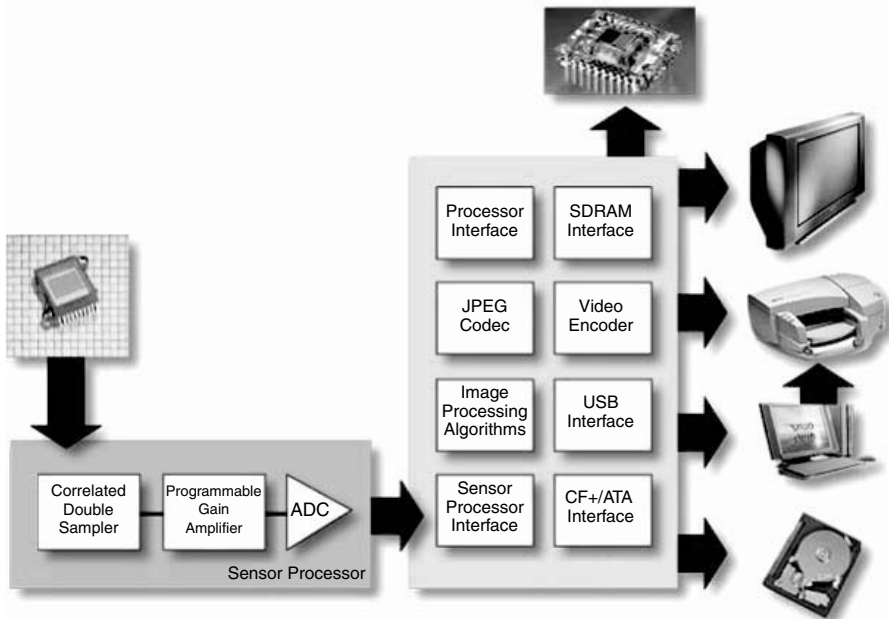 Processor
Interface
SDRAM
Interface
JPEG
Codec
Video
Encoder
Image
Processing
Algorithms
USB
Interface
Sensor
Processor
Interface
CF+/ATA
Interface
Correlated
Double
Sampler
Programmable
Gain
Amplifier
ADC
Sensor Processor